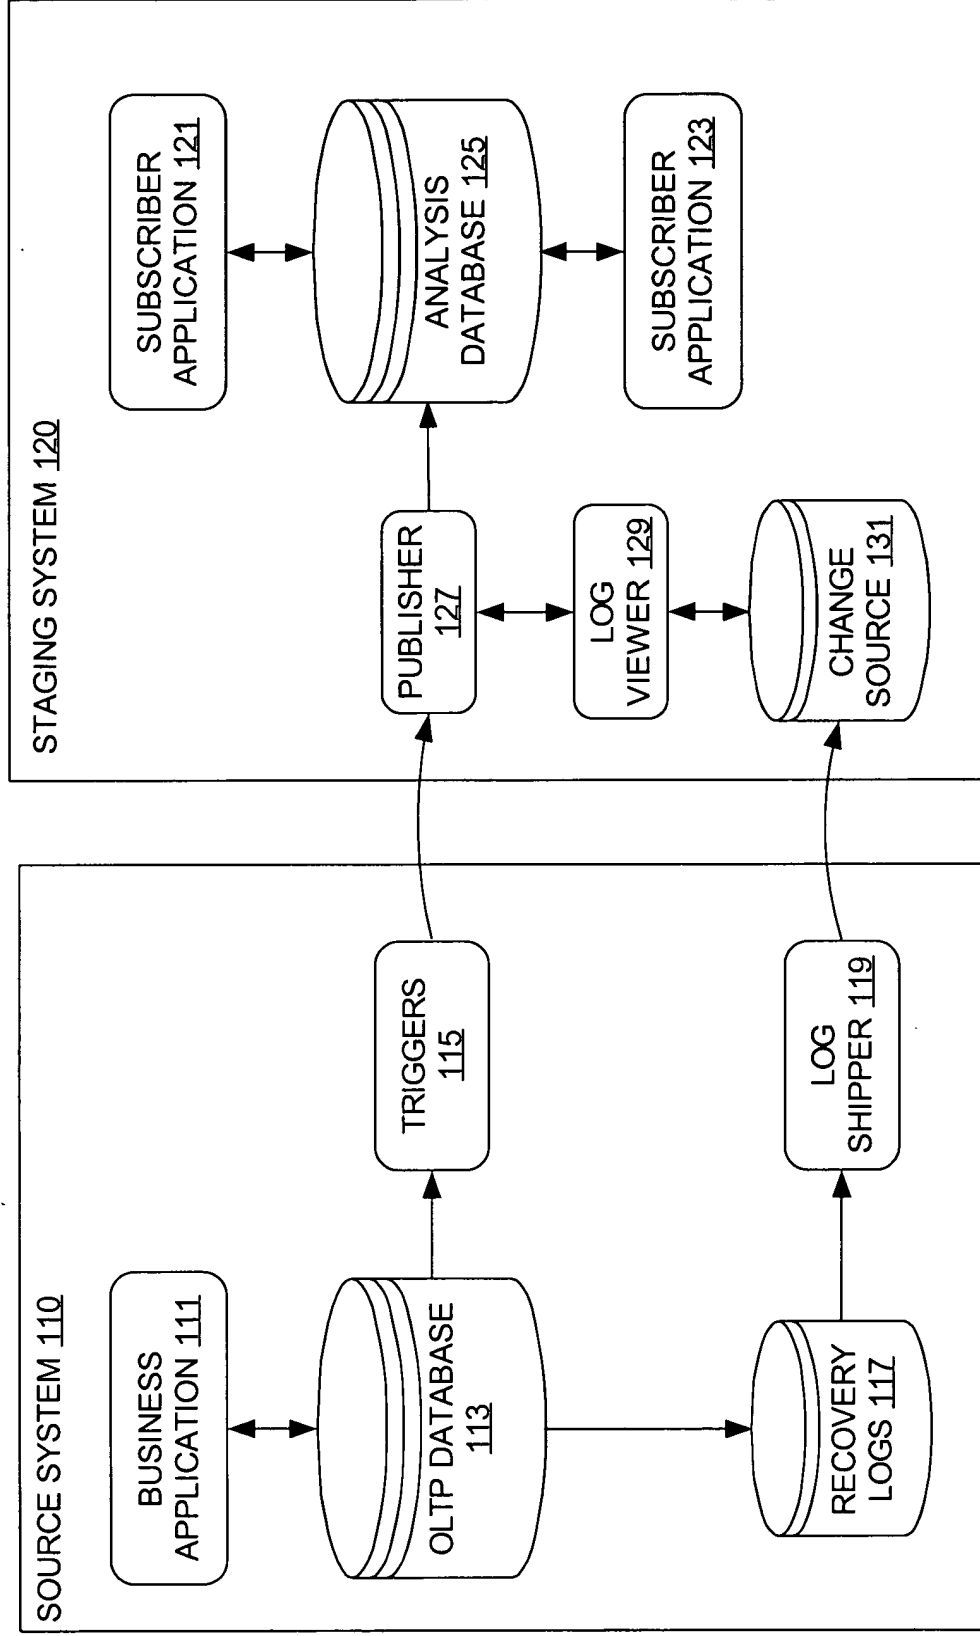 SOURCE SYSTEM 110
BUSINESS
APPLICATION 111
OLTP DATABASE
113
TRIGGERS
115
RECOVERY
LOGS 117
LOG
SHIPPER 119
STAGING SYSTEM 120
SUBSCRIBER
APPLICATION 121
PUBLISHER
127
ANALYSIS
DATABASE 125
LOG
VIEWER 129
SUBSCRIBER
APPLICATION 123
CHANGE
SOURCE 131